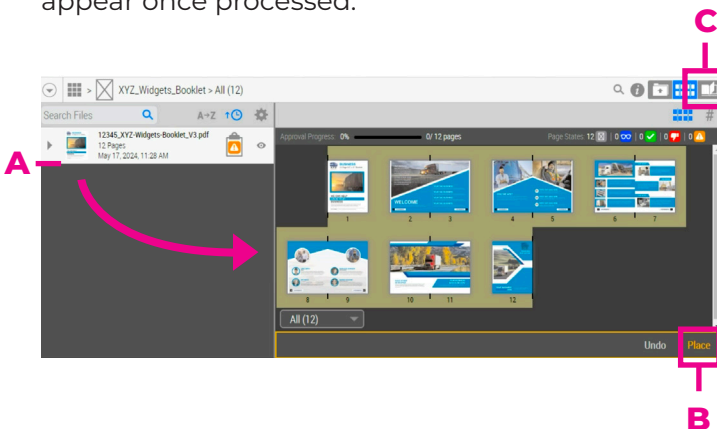 appear once processed.
C
> XYZ_Widgets_Booklet > All (12)
Search Files
A→Z
#
12345_XYZ-Widgets-Booklet_V3.pdf
12 Pages
May 17, 2024, 11:28 AM
Approval Progress: 0% 0/ 12 pages
Page States: 12 | 0 | 0 | 0 | 0
A
BUSINESS
WELCOME
1 2 3 4 5 6 7
8 9 10 11 12
All (12)
Undo
Place
B